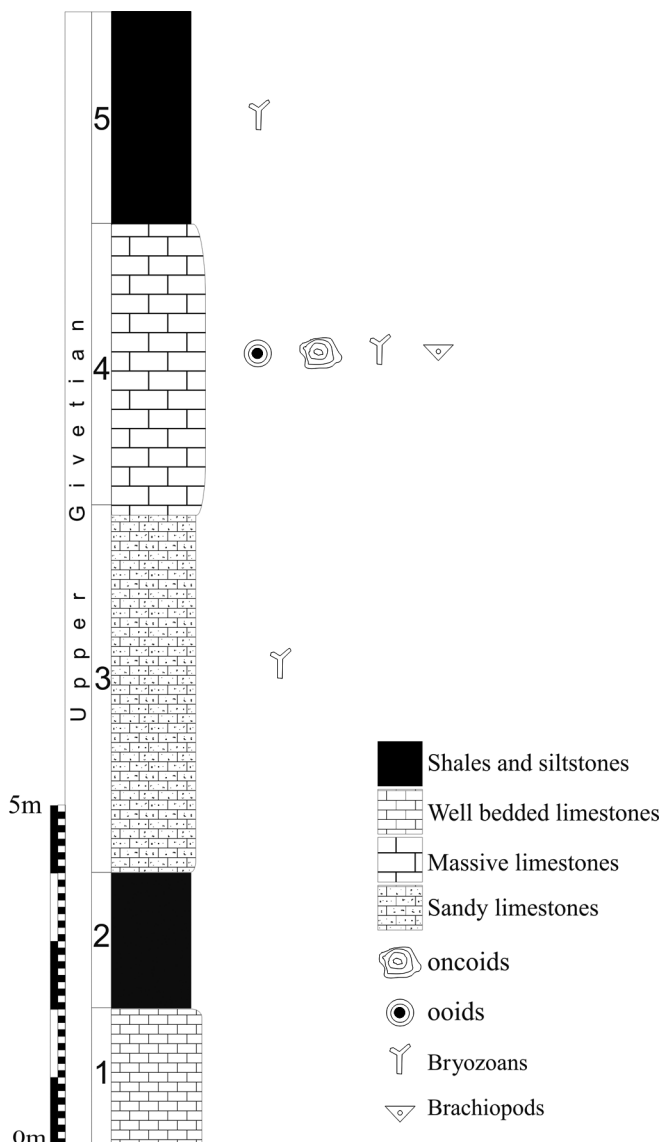 5
4
Upper Givetian
3
5m
2
1
0m
Shales and siltstones
Well bedded limestones
Massive limestones
Sandy limestones
oncoids
ooids
Bryozoans
Brachiopods